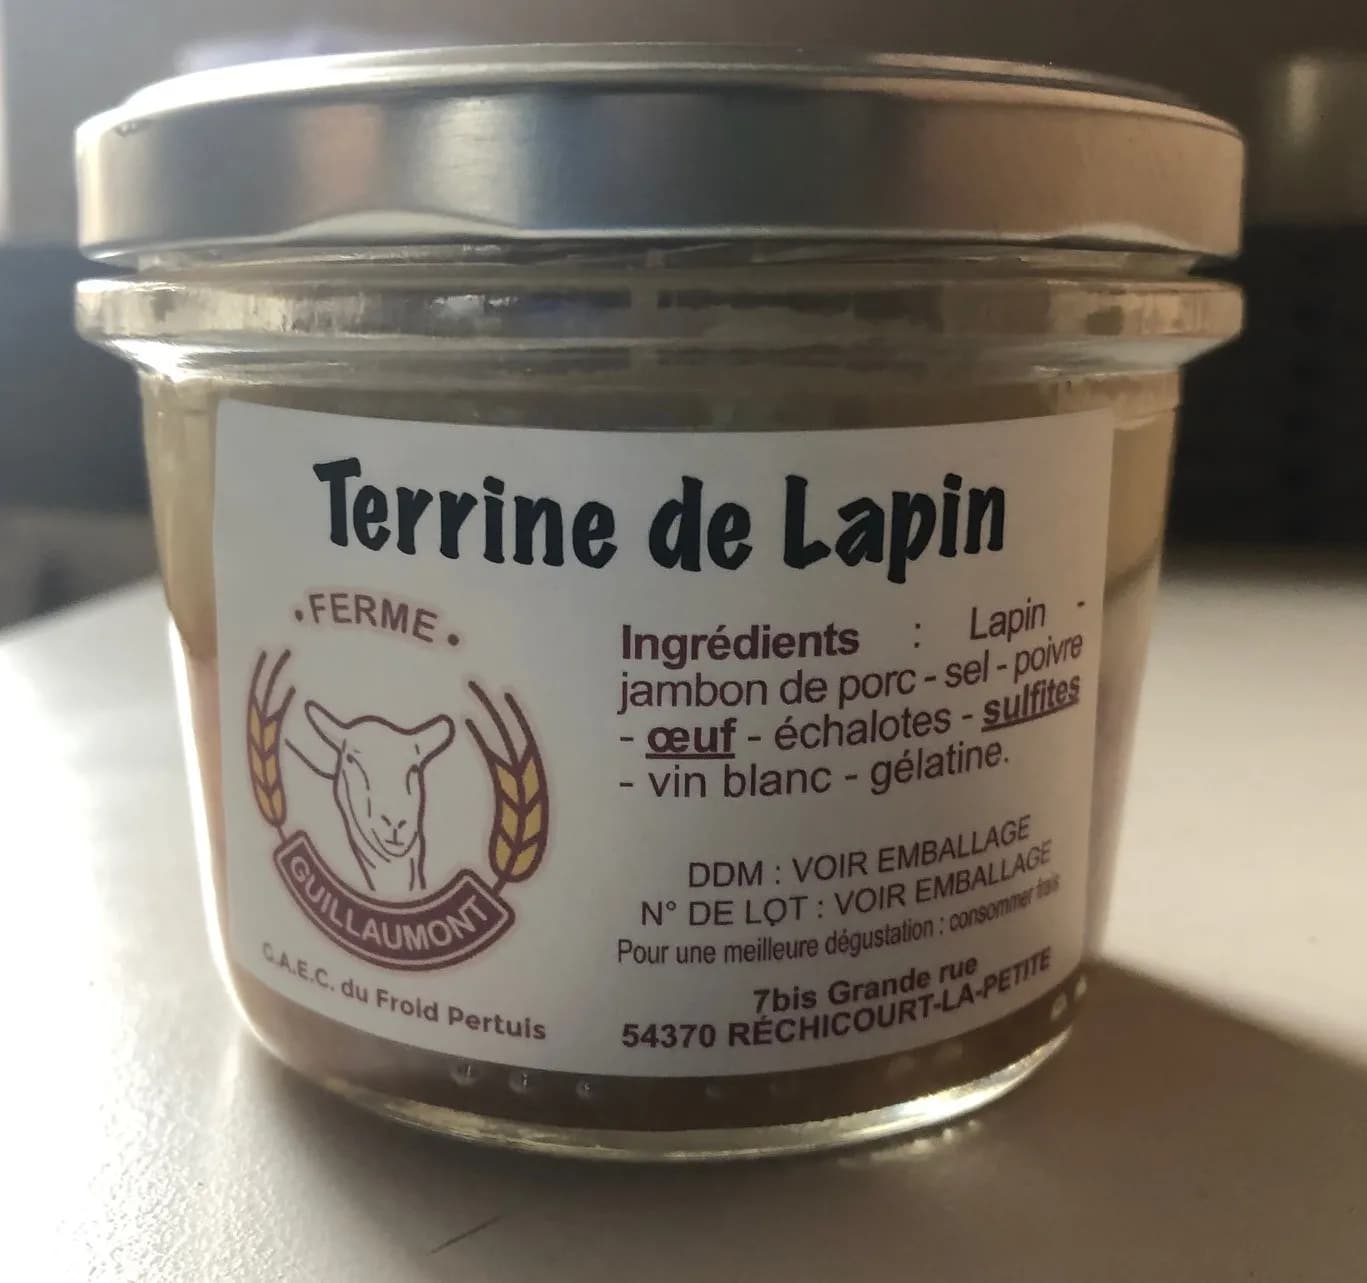 Terrine de Lapin
• FERME •
GUILLAUMONT
G.A.E.C. du Froid Pertuis
Ingrédients : Lapin -
jambon de porc - sel - poivre
- œuf - échalotes - sulfites
- vin blanc - gélatine.
DDM : VOIR EMBALLAGE
N° DE LOT : VOIR EMBALLAGE
Pour une meilleure dégustation : consommer frais
7bis Grande rue
54370 RÉCHICOURT-LA-PETITE